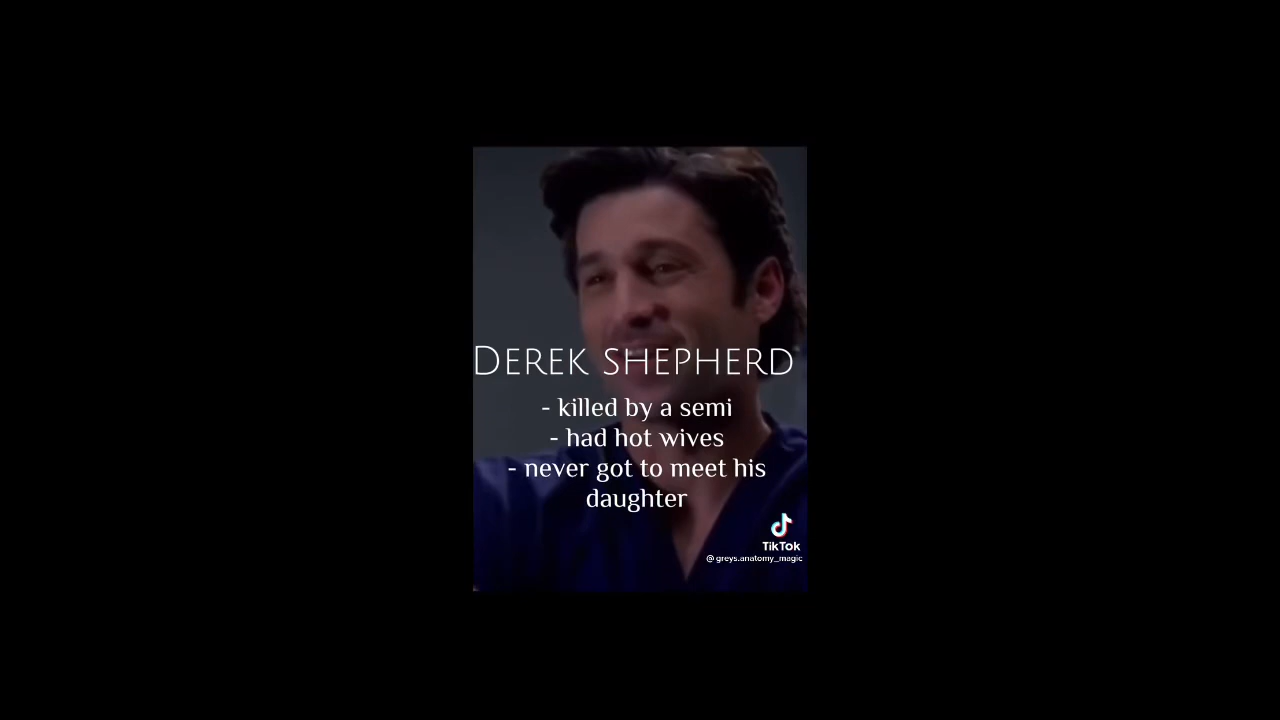 DEREK SHEPHERD
- killed by a semi
- had hot wives
- never got to meet his
daughter
TikTok
@greys.anatomy_magic